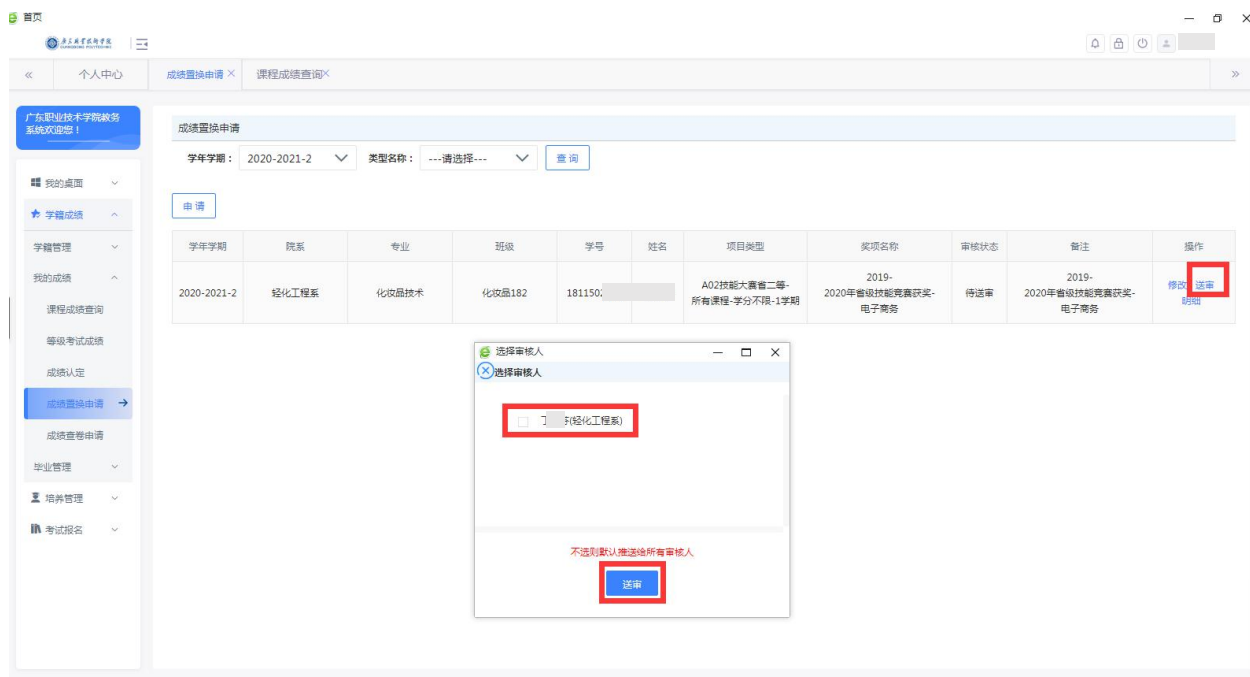 首页
« 个人中心 成绩置换申请 × 课程成绩查询× »
广东职业技术学院教务
系统欢迎您！
我的桌面
学籍成绩
学籍管理
我的成绩
课程成绩查询
等级考试成绩
成绩认定
成绩置换申请 →
成绩查卷申请
毕业管理
培养管理
考试报名
成绩置换申请
学年学期： 2020-2021-2 类型名称： ---请选择--- 查 询
申 请
学年学期 院系 专业 班级 学号 姓名 项目类型 奖项名称 审核状态 备注 操作
2020-2021-2 轻化工程系 化妆品技术 化妆品182 181150 A02技能大赛省二等-所有课程-学分不限-1学期 2019-2020年省级技能竞赛获奖-电子商务 待送审 2019-2020年省级技能竞赛获奖-电子商务 修改 送审 明细
选择审核人
选择审核人
(轻化工程系)
不选则默认推送给所有审核人
送审